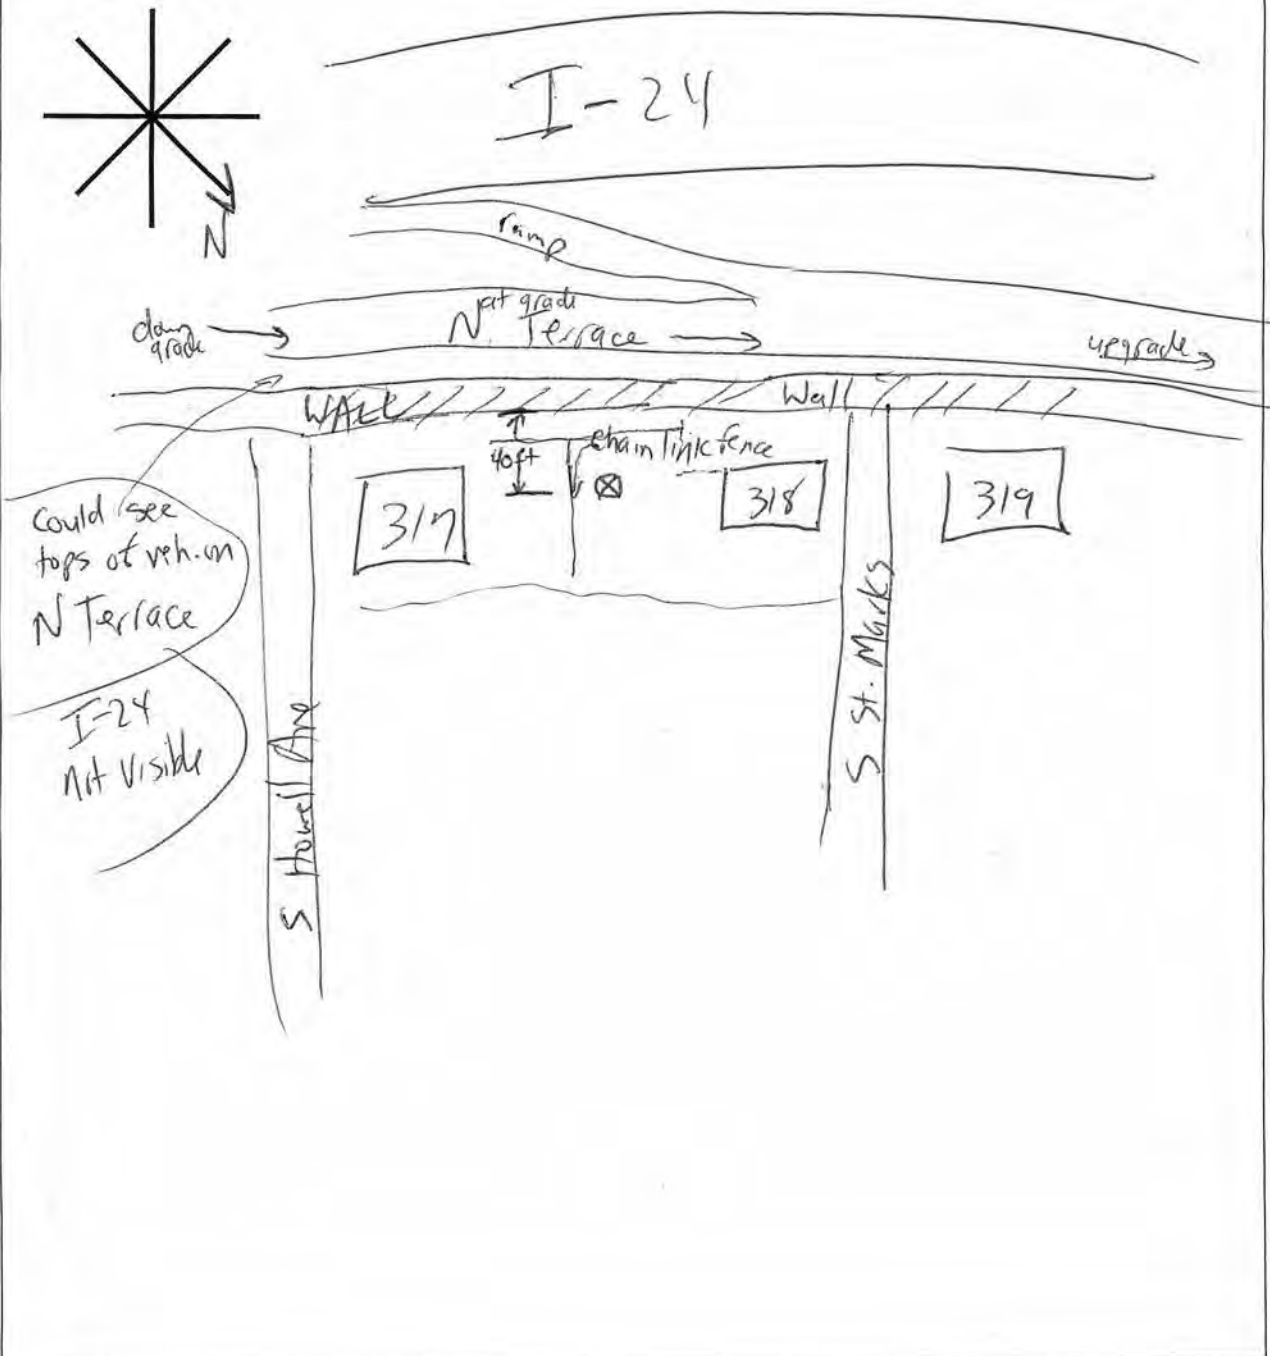 I-24
N
ramp
at grade
down
grade
N. Terrace
upgrade
WALL
Wall
40ft
chain link fence
317
318
319
Could see
tops of veh. on
N Terrace
I-24
Not Visible
S Howell Ave
S St. Marks